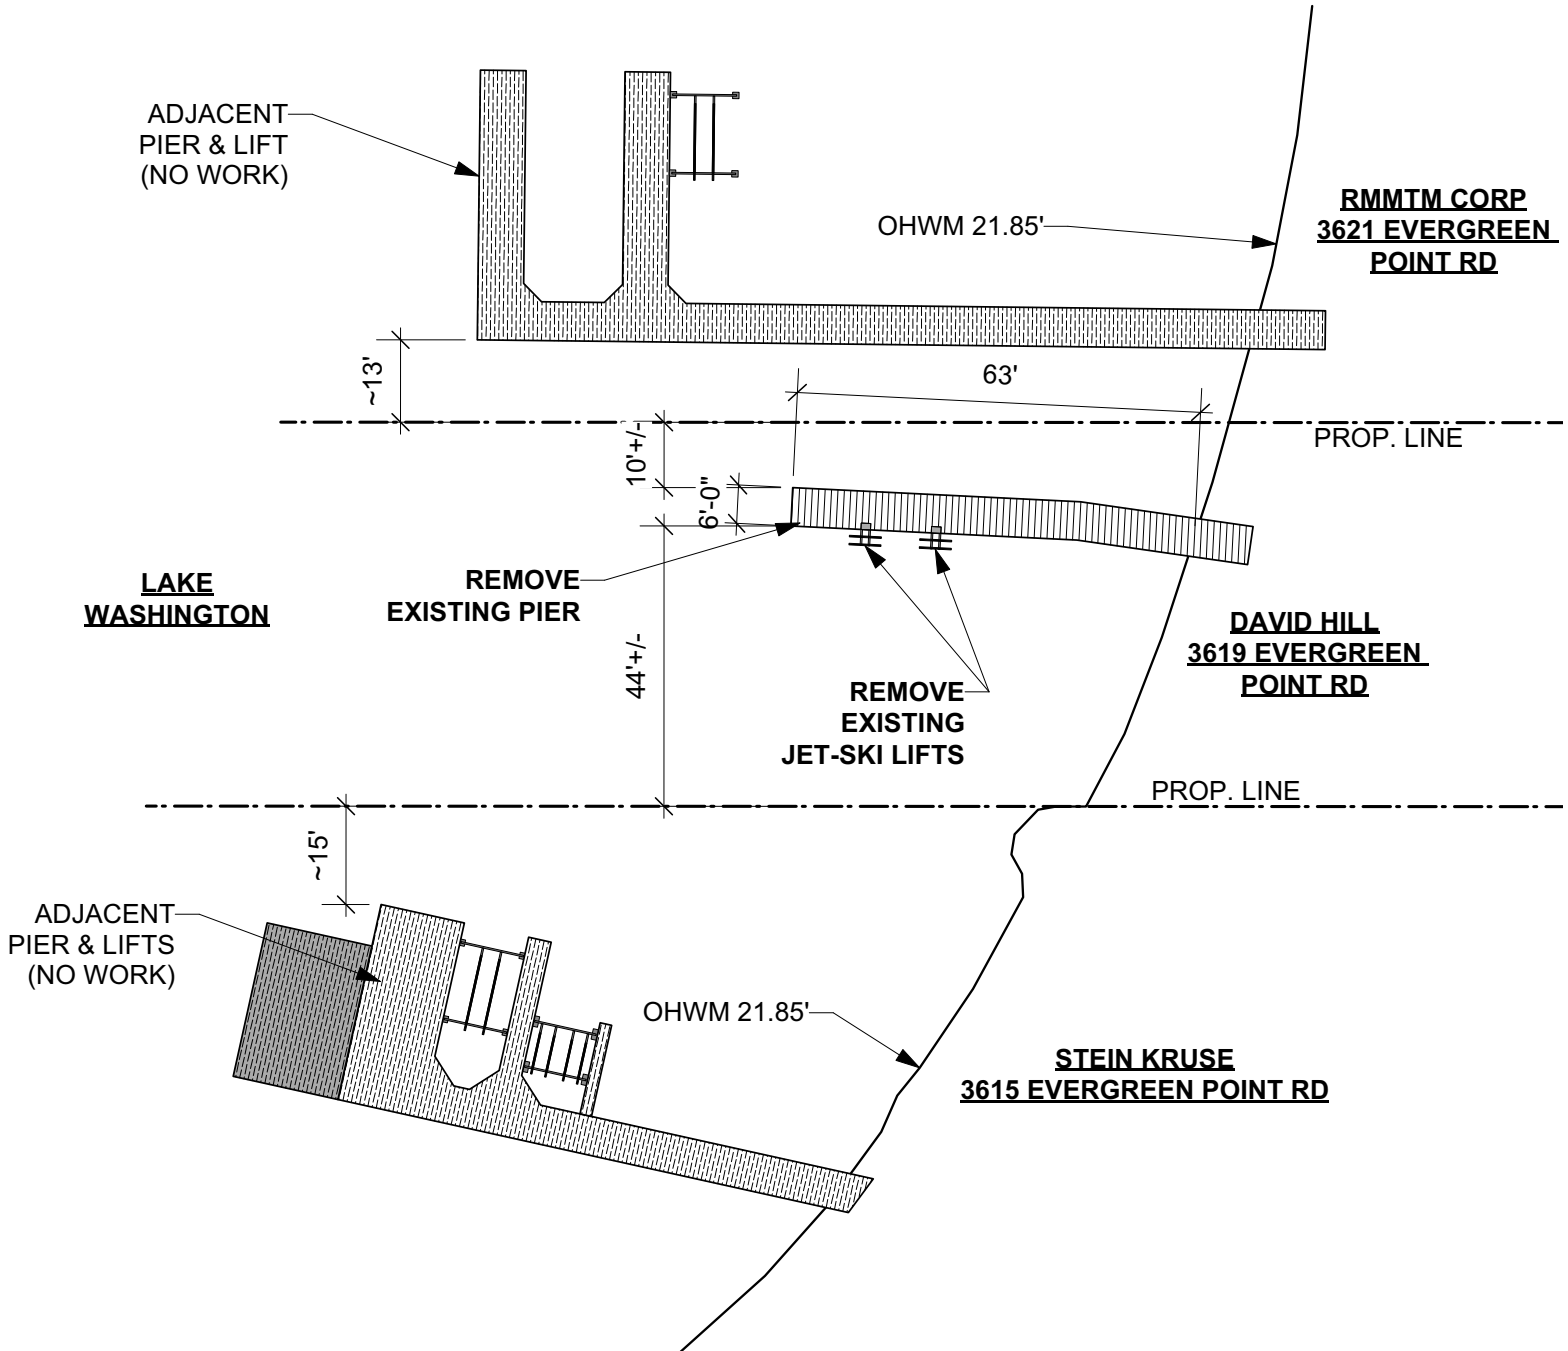 ADJACENT
PIER & LIFT
(NO WORK)
OHWM 21.85'
RMMTM CORP
3621 EVERGREEN
POINT RD
~13'
63'
PROP. LINE
10'+/-
6'-0"
LAKE
WASHINGTON
REMOVE
EXISTING PIER
44'+/-
DAVID HILL
3619 EVERGREEN
POINT RD
REMOVE
EXISTING
JET-SKI LIFTS
PROP. LINE
~15'
ADJACENT
PIER & LIFTS
(NO WORK)
OHWM 21.85'
STEIN KRUSE
3615 EVERGREEN POINT RD